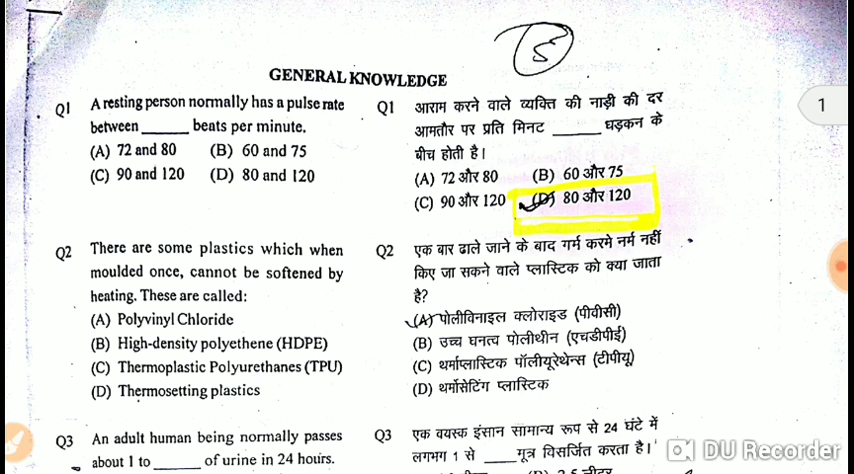 GENERAL KNOWLEDGE
1
Q1 A resting person normally has a pulse rate
between ______ beats per minute.
(A) 72 and 80 (B) 60 and 75
(C) 90 and 120 (D) 80 and 120
Q2 There are some plastics which when
moulded once, cannot be softened by
heating. These are called:
(A) Polyvinyl Chloride
(B) High-density polyethene (HDPE)
(C) Thermoplastic Polyurethanes (TPU)
(D) Thermosetting plastics
Q3 An adult human being normally passes
about 1 to ______ of urine in 24 hours.
Q1 आराम करने वाले व्यक्ति की नाड़ी की दर
आमतौर पर प्रति मिनट ______ धड़कन के
बीच होती है।
(A) 72 और 80 (B) 60 और 75
(C) 90 और 120 (D) 80 और 120
Q2 एक बार ढाले जाने के बाद गर्म करमे नर्म नहीं
किए जा सकने वाले प्लास्टिक को क्या जाता
है?
(A) पोलीविनाइल क्लोराइड (पीवीसी)
(B) उच्च घनत्व पोलीथीन (एचडीपीई)
(C) थर्माप्लास्टिक पॉलीयूरेथेन्स (टीपीयू)
(D) थर्मोसेटिंग प्लास्टिक
Q3 एक वयस्क इंसान सामान्य रूप से 24 घंटे में
लगभग 1 से ____ मूत्र विसर्जित करता है।
DU Recorder